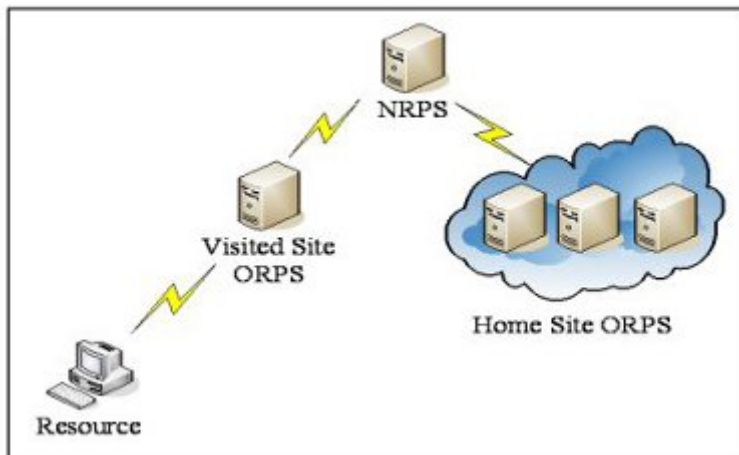 NRPS
Visited Site
ORPS
Home Site ORPS
Resource